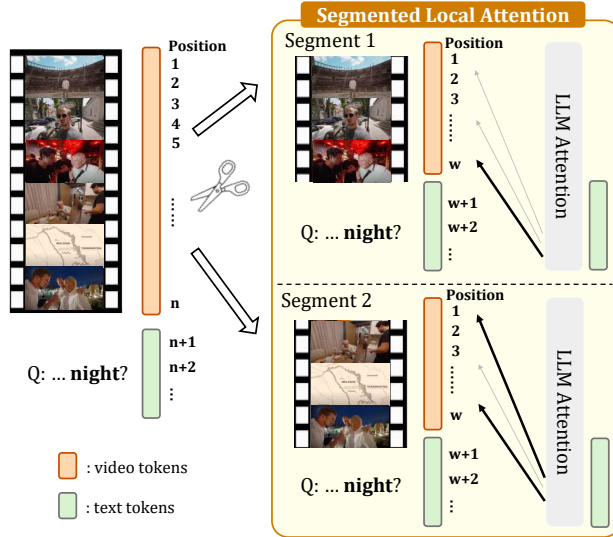 Segmented Local Attention
Position
1
2
3
4
5
......
n
n+1
n+2
...
Q: ... night?
: video tokens
: text tokens
Segment 1
Position
1
2
3
......
w
w+1
w+2
...
Q: ... night?
LLM Attention
Segment 2
Position
1
2
3
......
w
w+1
w+2
...
Q: ... night?
LLM Attention